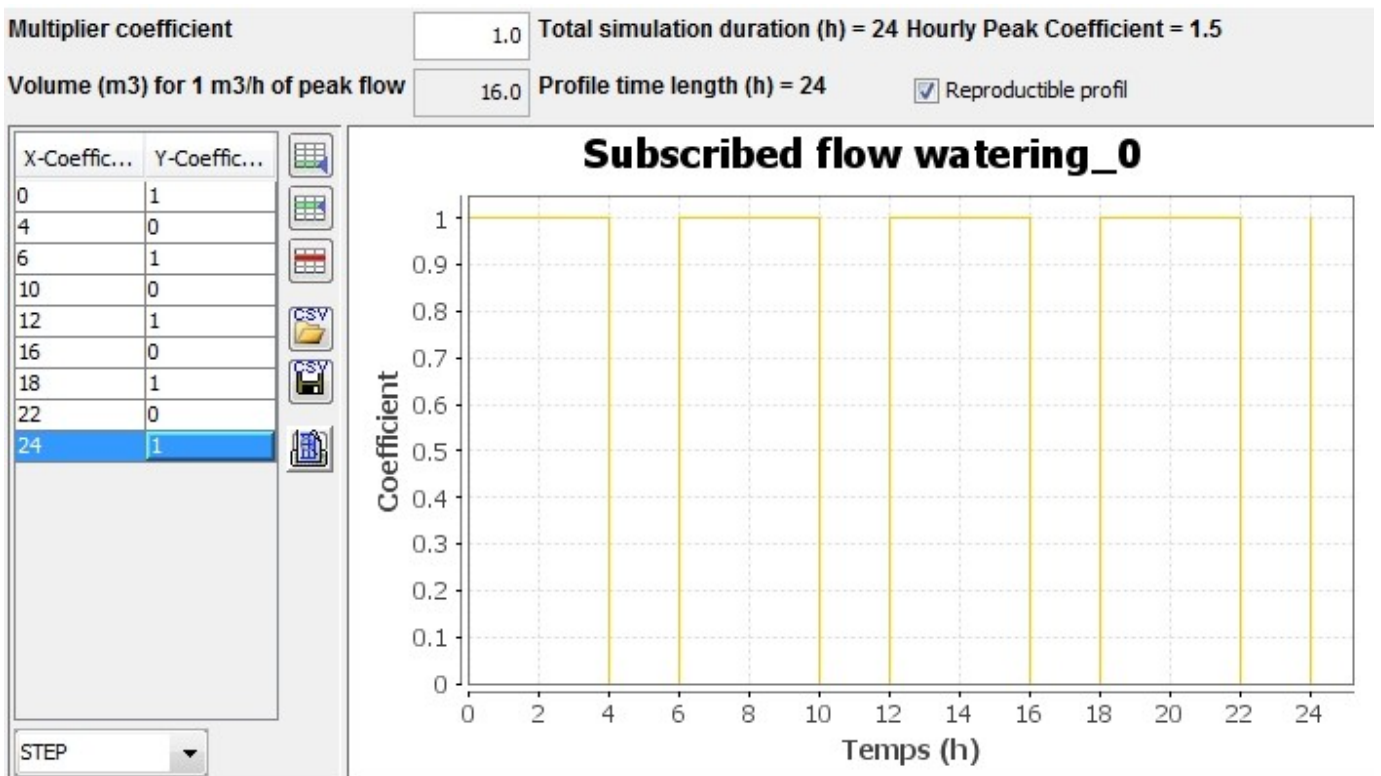 Multiplier coefficient 1.0 Total simulation duration (h) = 24 Hourly Peak Coefficient = 1.5
Volume (m3) for 1 m3/h of peak flow 16.0 Profile time length (h) = 24 Reproductible profil
X-Coeffic... Y-Coeffic...
0 1
4 0
6 1
10 0
12 1
16 0
18 1
22 0
24 1
CSV
CSV
STEP
Subscribed flow watering_0
Coefficient
1
0.9
0.8
0.7
0.6
0.5
0.4
0.3
0.2
0.1
0
0 2 4 6 8 10 12 14 16 18 20 22 24
Temps (h)